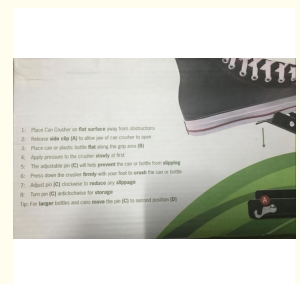 1: Place Can Crusher on flat surface away from obstructions
2: Release side clip (A) to allow jaw of can crusher to open
3: Place can or plastic bottle flat along the grip area (B)
4: Apply pressure to the crusher slowly at first
5: The adjustable pin (C) will help prevent the can or bottle from slipping
6: Press down the crusher firmly with your foot to crush the can or bottle
7: Adjust pin (C) clockwise to reduce any slippage
8: Turn pin (C) anticlockwise for storage
Tip: For larger bottles and cans move the pin (C) to second position (D)
A